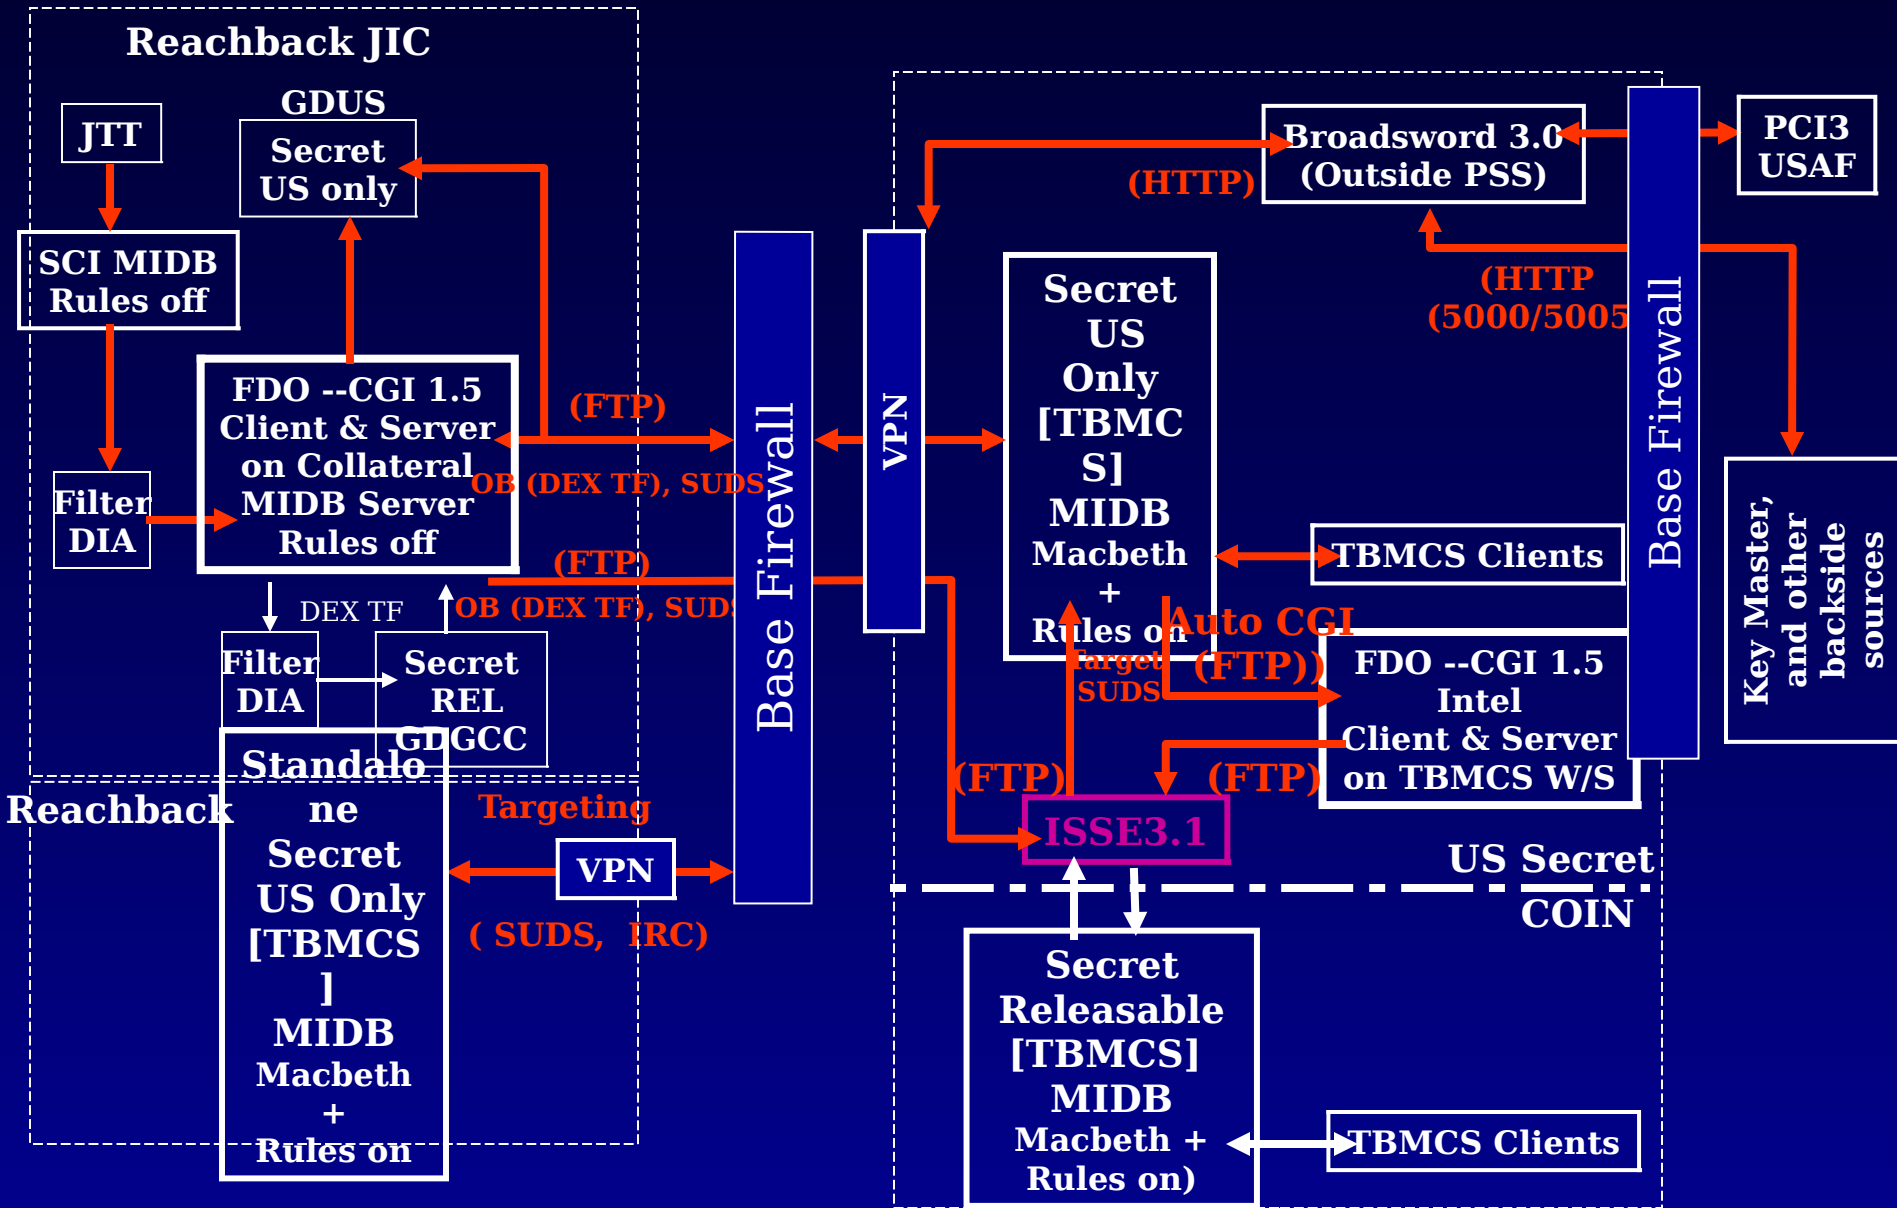 Reachback JIC
GDUS
JTT
Secret
US only
SCI MIDB
Rules off
FDO --CGI 1.5
Client & Server
on Collateral
MIDB Server
Rules off
Filter
DIA
(FTP)
OB (DEX TF), SUDS
(FTP)
OB (DEX TF), SUDS
DEX TF
Filter
DIA
Secret
REL
GDGCC
Reachback
Standalo
ne
Secret
US Only
[TBMCS
]
MIDB
Macbeth
+
Rules on
Targeting
VPN
( SUDS, IRC)
Base Firewall
VPN
(HTTP)
Broadsword 3.0
(Outside PSS)
PCI3
USAF
(HTTP
(5000/5005
Base Firewall
Key Master,
and other
backside
sources
Secret
US
Only
[TBMC
S]
MIDB
Macbeth
+
Rules on
TBMCS Clients
Auto CGI
(FTP))
Target
SUDS
FDO --CGI 1.5
Intel
Client & Server
on TBMCS W/S
(FTP)
(FTP)
ISSE3.1
US Secret
COIN
Secret
Releasable
[TBMCS]
MIDB
Macbeth +
Rules on)
TBMCS Clients